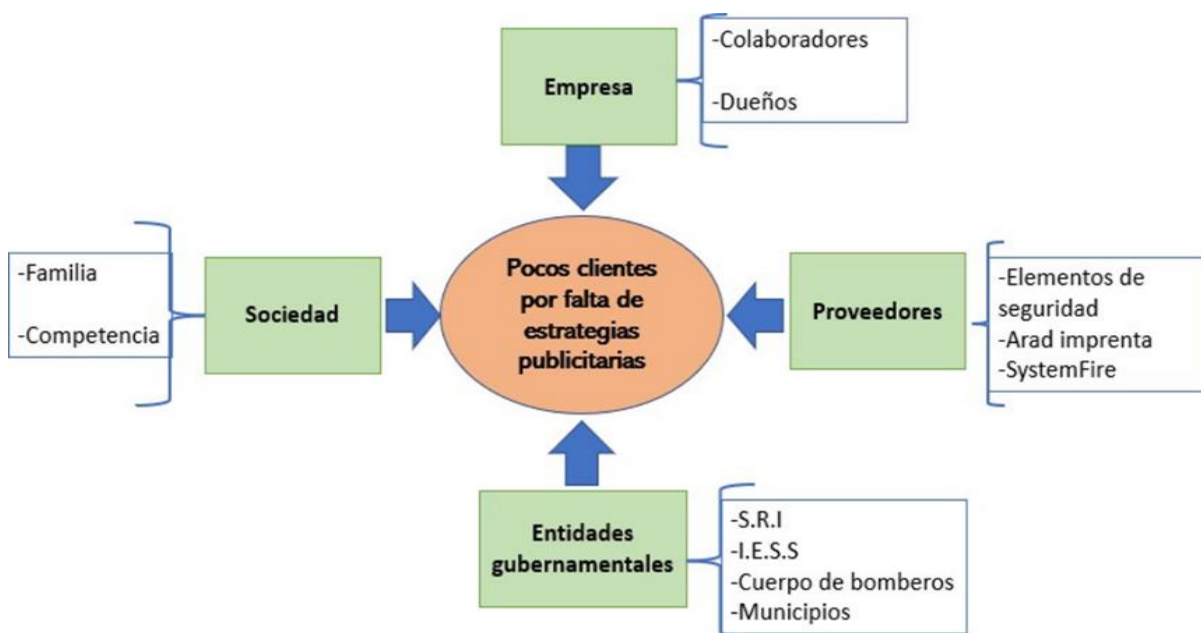 Empresa
-Colaboradores
-Dueños
Sociedad
-Familia
-Competencia
Pocos clientes
por falta de
estrategias
publicitarias
Proveedores
-Elementos de
seguridad
-Arad imprenta
-SystemFire
Entidades
gubernamentales
-S.R.I
-I.E.S.S
-Cuerpo de bomberos
-Municipios